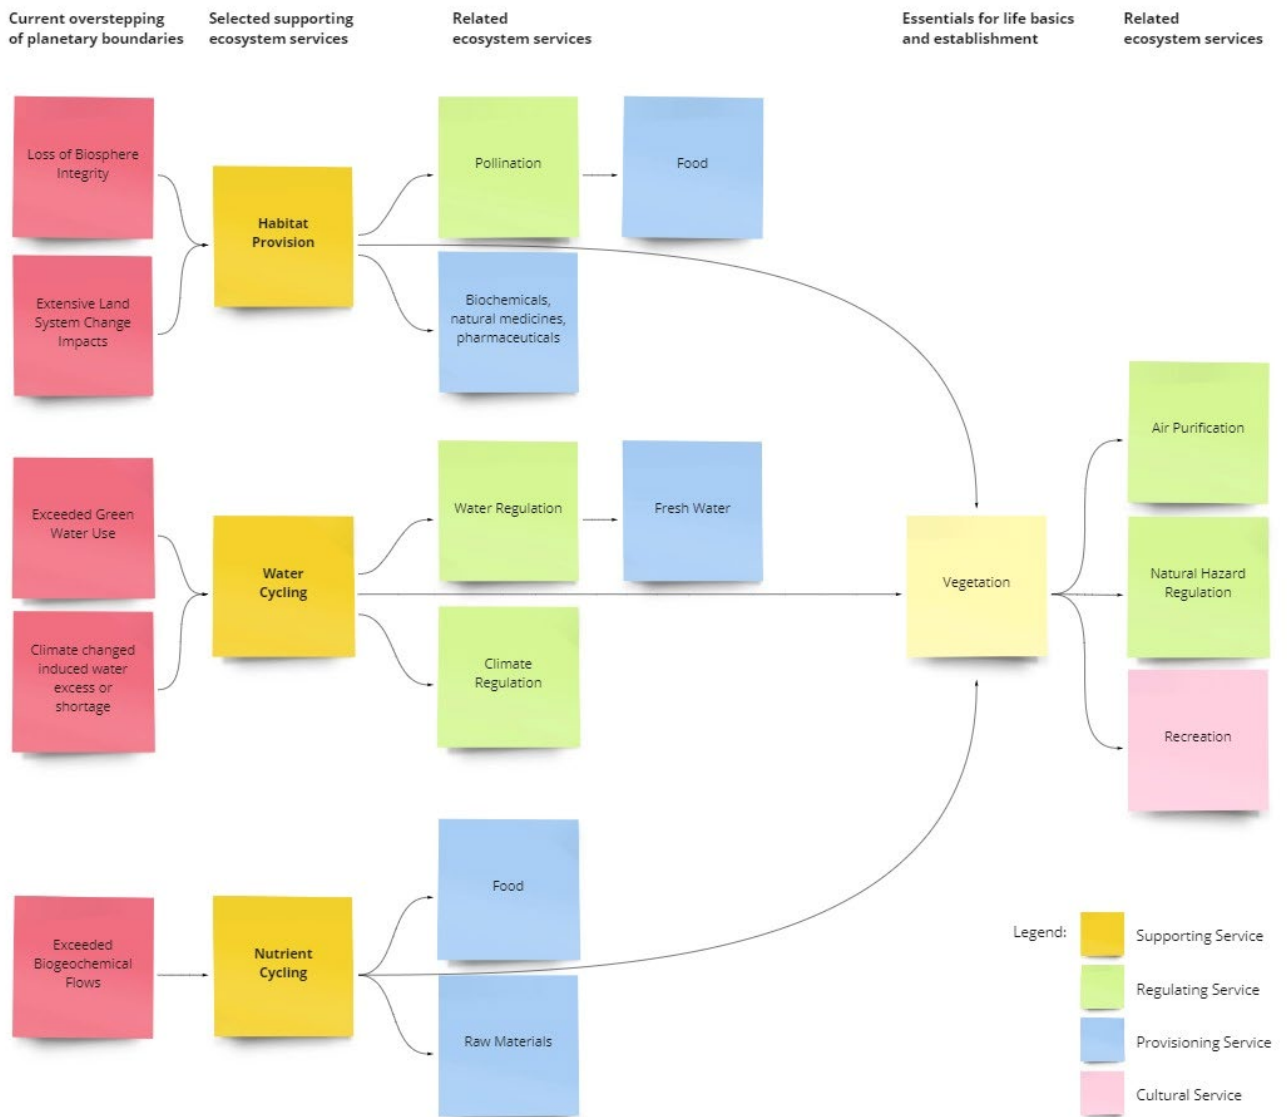 Current overstepping
of planetary boundaries
Selected supporting
ecosystem services
Related
ecosystem services
Essentials for life basics
and establishment
Related
ecosystem services
Loss of Biosphere
Integrity
Habitat
Provision
Pollination
Food
Extensive Land
System Change
Impacts
Biochemicals,
natural medicines,
pharmaceuticals
Exceeded Green
Water Use
Water
Cycling
Water Regulation
Fresh Water
Climate changed
induced water
excess or
shortage
Climate
Regulation
Vegetation
Air Purification
Natural Hazard
Regulation
Recreation
Exceeded
Biogeochemical
Flows
Nutrient
Cycling
Food
Raw Materials
Legend:
Supporting Service
Regulating Service
Provisioning Service
Cultural Service